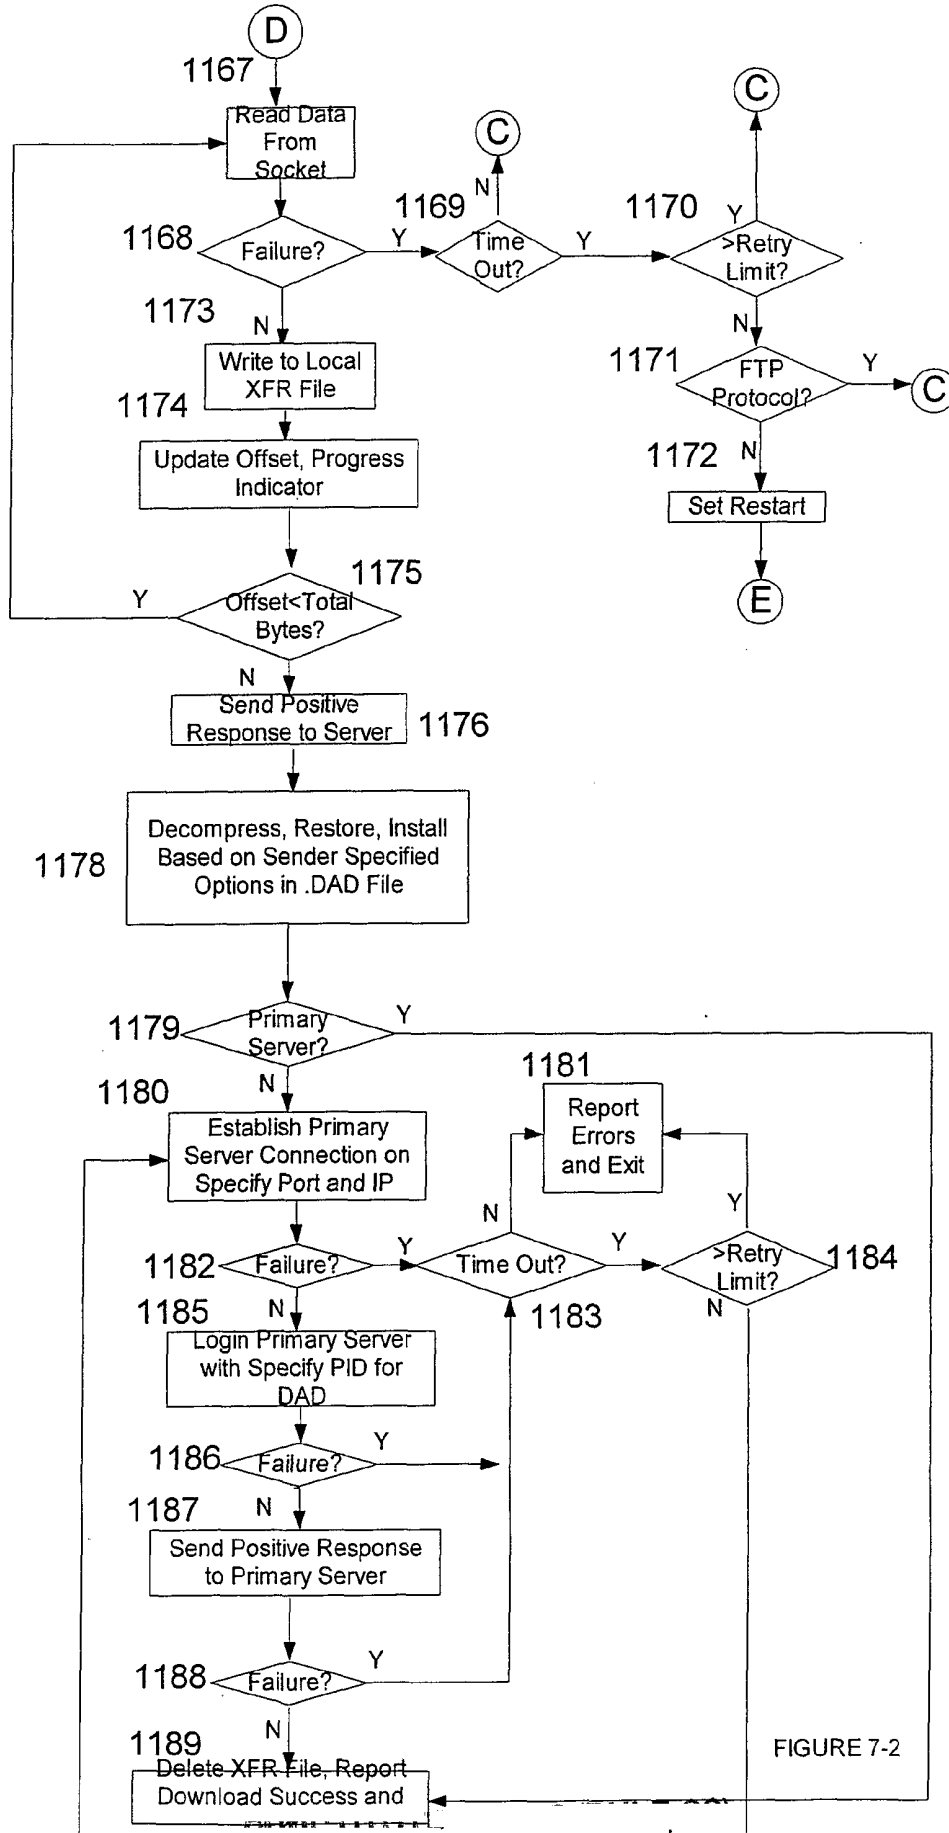 D
1167
Read Data
From
Socket
C
C
1168
Failure?
Y
1169
N
Time
Out?
Y
1170
Y
>Retry
Limit?
N
1171
FTP
Protocol?
Y
C
1172
N
Set Restart
E
1173
N
Write to Local
XFR File
1174
Update Offset, Progress
Indicator
1175
Y
Offset<Total
Bytes?
N
Send Positive
Response to Server
1176
1178
Decompress, Restore, Install
Based on Sender Specified
Options in .DAD File
1179
Primary
Server?
Y
N
1180
Establish Primary
Server Connection on
Specify Port and IP
1181
Report
Errors
and Exit
1182
Failure?
Y
N
Time Out?
Y
1183
Y
>Retry
Limit?
N
1184
1185
N
Login Primary Server
with Specify PID for
DAD
1186
Failure?
Y
N
1187
Send Positive Response
to Primary Server
1188
Failure?
Y
N
1189
Delete XFR File, Report
Download Success and
FIGURE 7-2